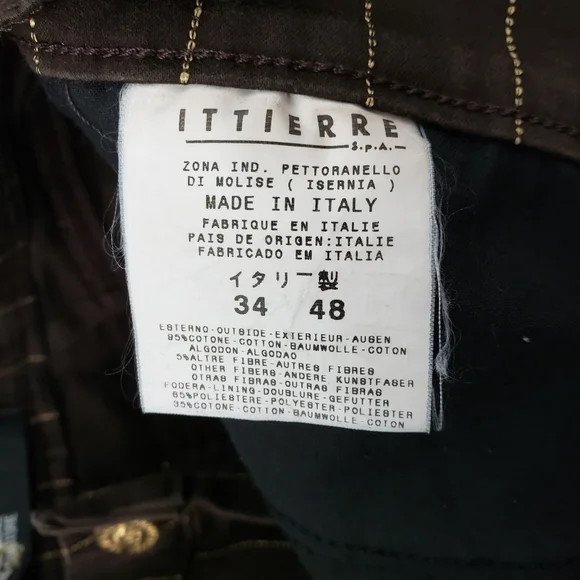 ITTIERRE
S.p.A.
ZONA IND. PETTORANELLO
DI MOLISE ( ISERNIA )
MADE IN ITALY
FABRIQUE EN ITALIE
PAIS DE ORIGEN:ITALIE
FABRICADO EM ITALIA
イタリー製
34 48
ESTERNO-OUTSIDE-EXTERIEUR-AUSEN
95%COTONE-COTTON-BAUMWOLLE-COTON
ALGODON-ALGODAO
5%ALTRE FIBRE-AUTRES FIBRES
OTHER FIBERS-ANDERE KUNSTFASER
OTRAS FIBRAS-OUTRAS FIBRAS
FODERA-LINING-DOUBLURE-GEFUTTER
65%POLIESTERE-POLYESTER-POLIESTER
35%COTONE-COTTON-BAUMWOLLE-COTON